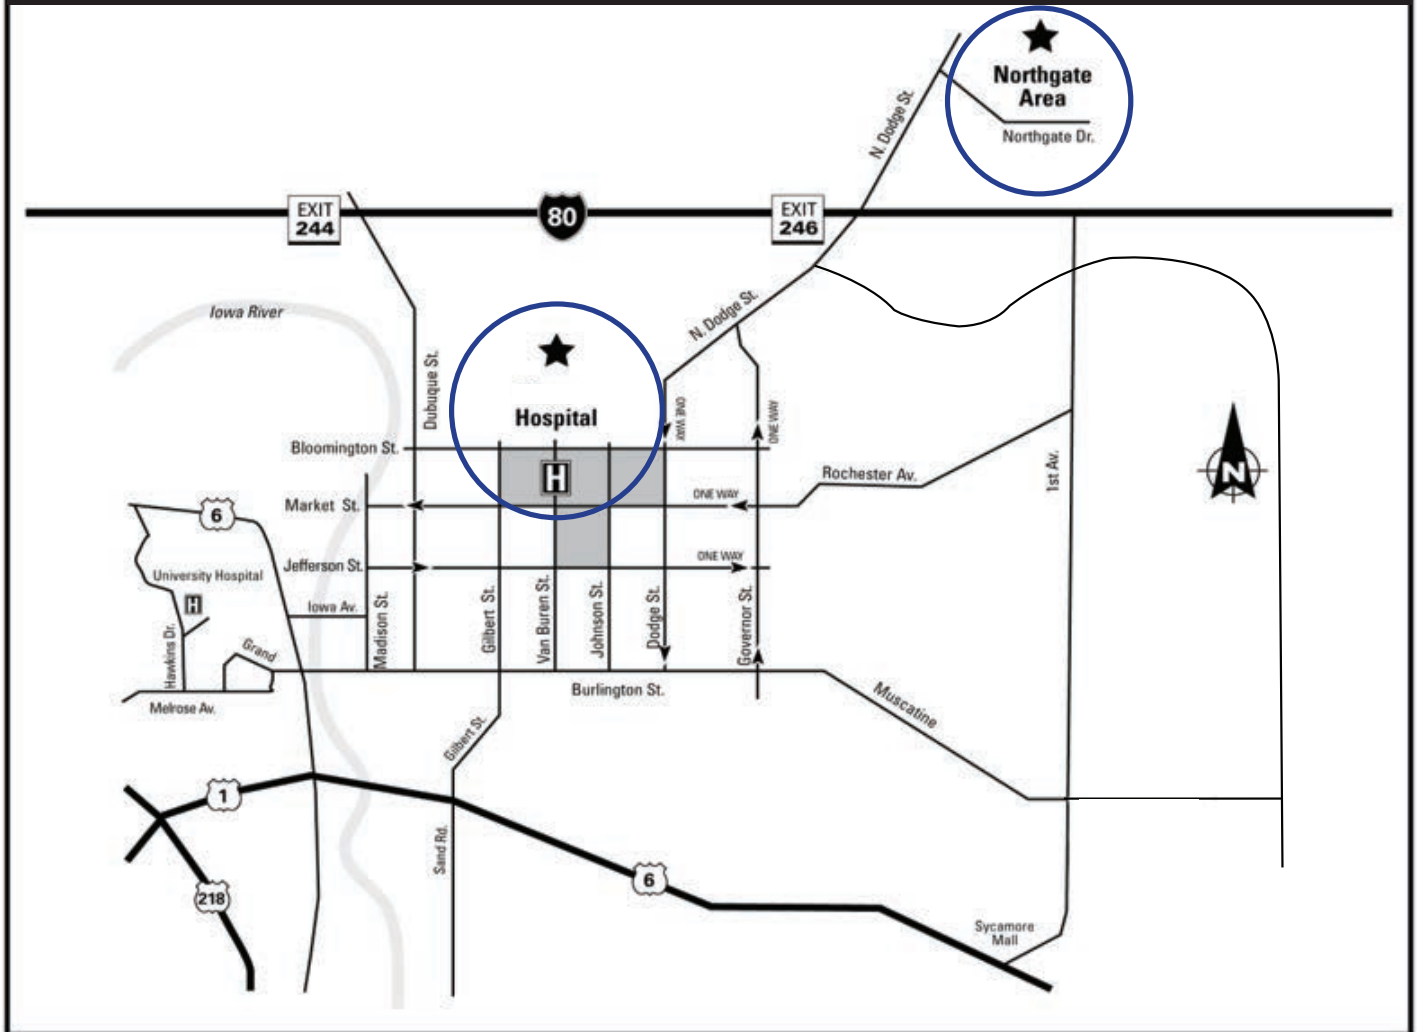 Northgate
Area
Northgate Dr.
N. Dodge St.
EXIT
244
80
EXIT
246
Iowa River
N. Dodge St.
Dubuque St.
Hospital
ONE WAY
ONE WAY
Bloomington St.
H
Rochester Av.
1st Av.
N
Market St.
ONE WAY
6
Jefferson St.
ONE WAY
University Hospital
H
Iowa Av.
Madison St.
Gilbert St.
Van Buren St.
Johnson St.
Dodge St.
Governor St.
Hawkins Dr.
Grand
Melrose Av.
Burlington St.
Muscatine
Gilbert St.
1
Sand Rd.
6
218
Sycamore
Mall